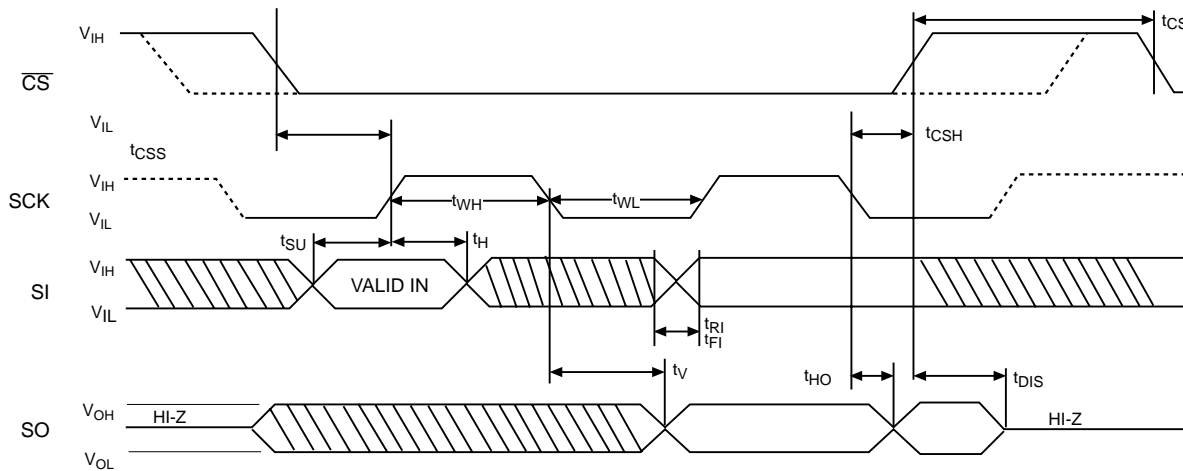 tCS
VIH
CS
VIL
tCSS
tCSH
VIH
SCK
VIL
tWH
tWL
tSU
tH
VIH
SI
VALID IN
VIL
tRI
tFI
tV
tHO
tDIS
VOH
HI-Z
HI-Z
SO
VOL